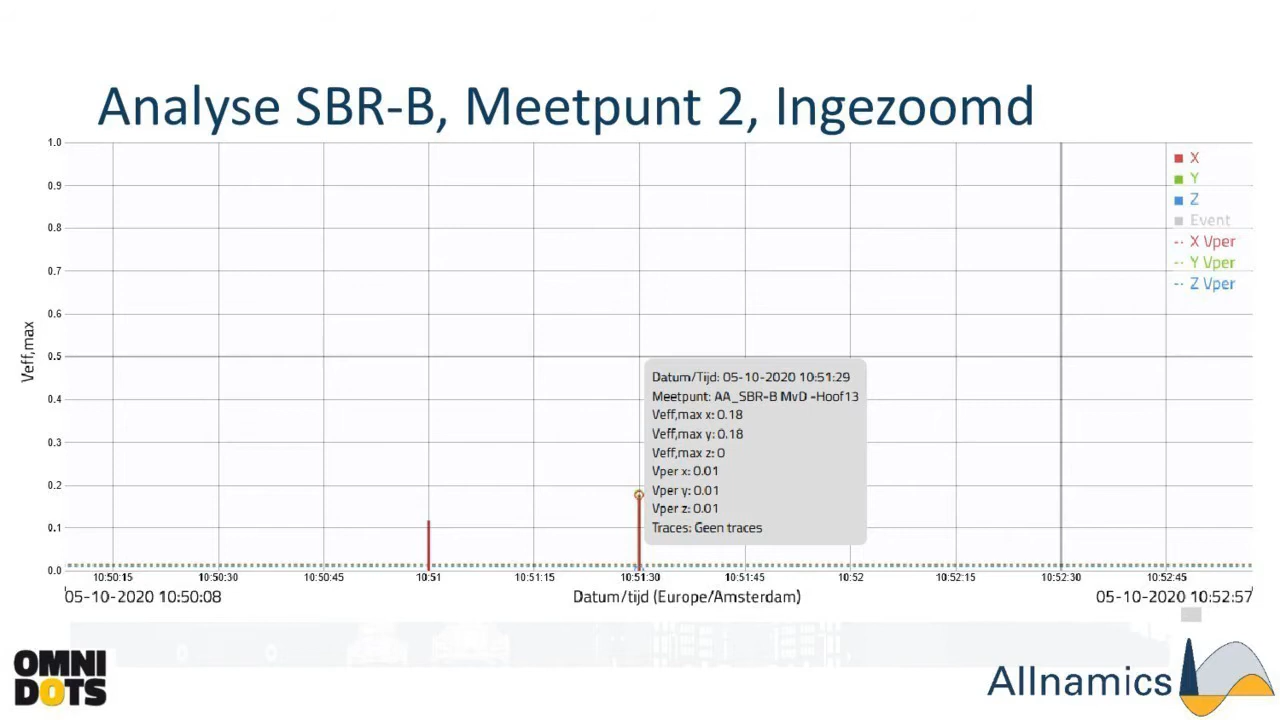 Analyse SBR-B, Meetpunt 2, Ingezoomd
1.0
0.9
0.8
0.7
0.6
0.5
0.4
0.3
0.2
0.1
0.0
Veff,max
X
Y
Z
Event
X Vper
Y Vper
Z Vper
Datum/Tijd: 05-10-2020 10:51:29
Meetpunt: AA_SBR-B MvD -Hoof13
Veff,max x: 0.18
Veff,max y: 0.18
Veff,max z: 0
Vper x: 0.01
Vper y: 0.01
Vper z: 0.01
Traces: Geen traces
10:50:15 10:50:30 10:50:45 10:51 10:51:15 10:51:30 10:51:45 10:52 10:52:15 10:52:30 10:52:45
05-10-2020 10:50:08 Datum/tijd (Europe/Amsterdam) 05-10-2020 10:52:57
OMNI
DOTS
Allnamics